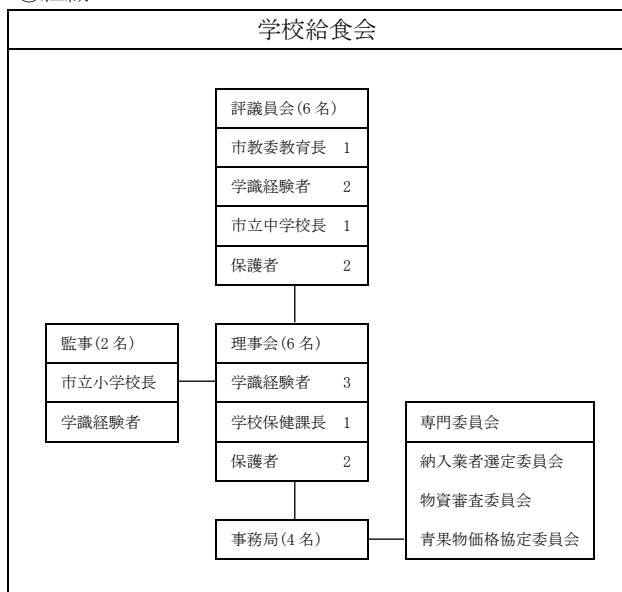 学校給食会
評議員会(6 名)
市教委教育長 1
学識経験者 2
市立中学校長 1
保護者 2
監事(2 名)
市立小学校長
学識経験者
理事会(6 名)
学識経験者 3
学校保健課長 1
保護者 2
事務局(4 名)
専門委員会
納入業者選定委員会
物資審査委員会
青果物価格協定委員会